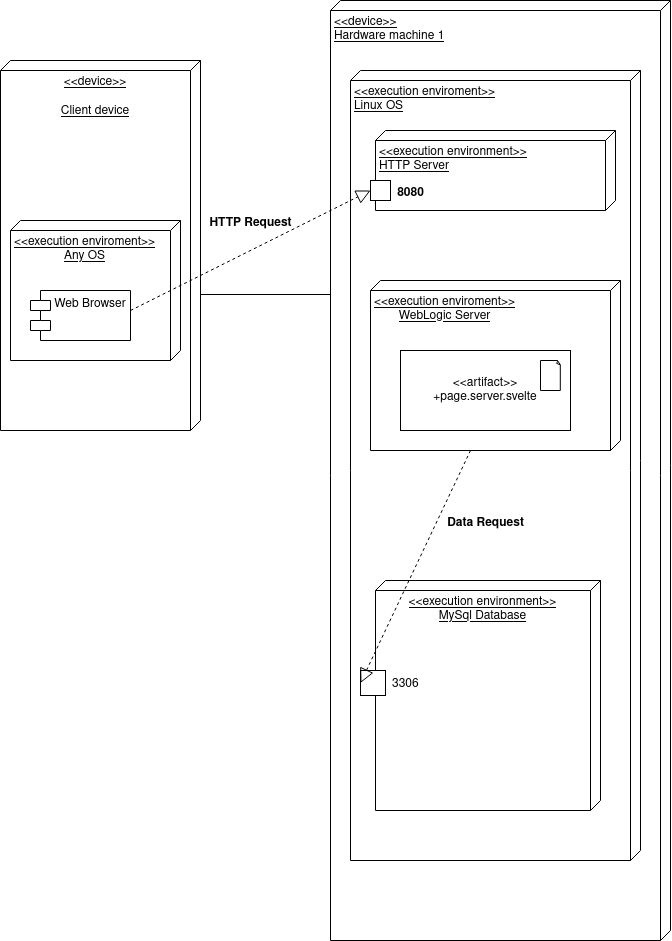 <<device>>
Client device
<<execution enviroment>>
Any OS
Web Browser
HTTP Request
<<device>>
Hardware machine 1
<<execution enviroment>>
Linux OS
<<execution environment>>
HTTP Server
8080
<<execution enviroment>>
WebLogic Server
<<artifact>>
+page.server.svelte
Data Request
<<execution environment>>
MySql Database
3306